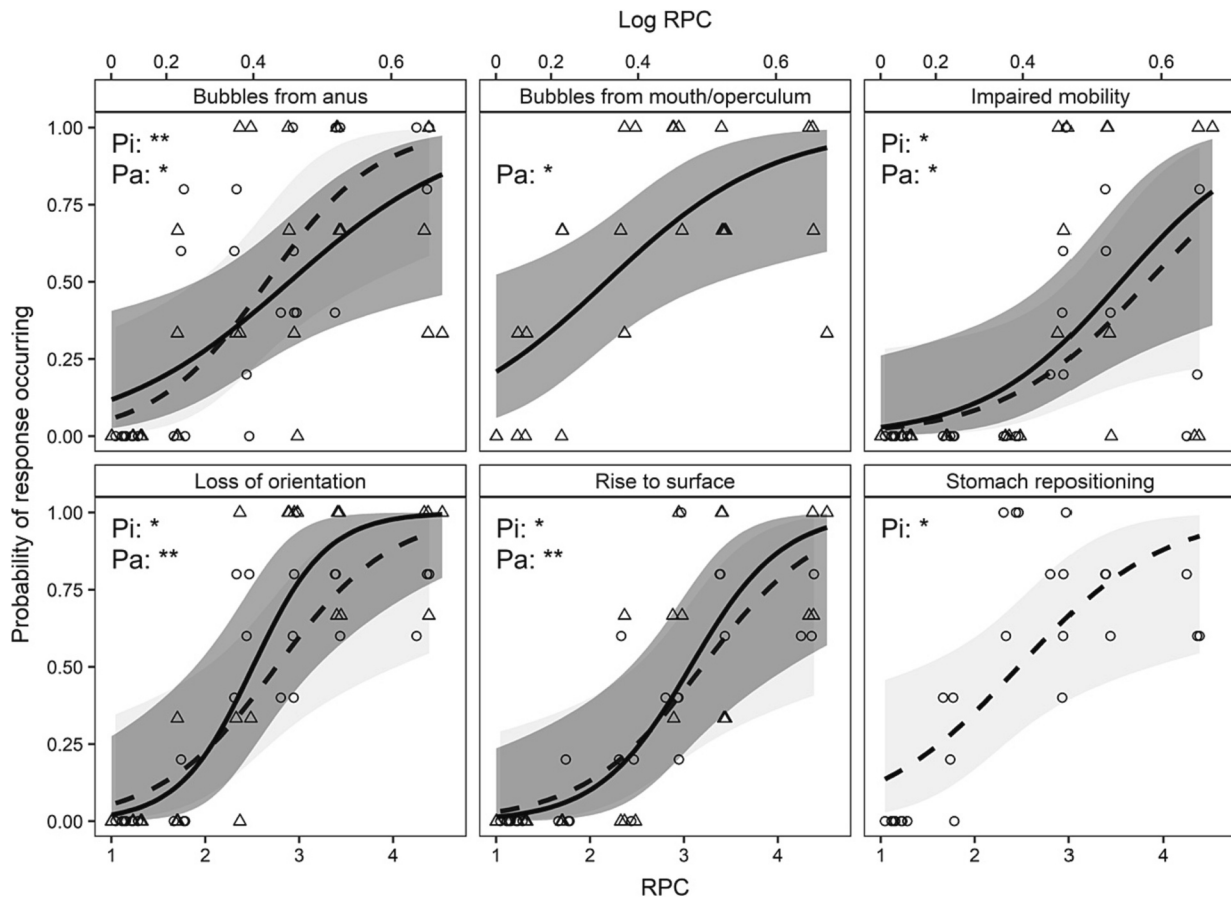 Log RPC
0 0.2 0.4 0.6 0 0.2 0.4 0.6 0 0.2 0.4 0.6
Bubbles from anus Bubbles from mouth/operculum Impaired mobility
Probability of response occurring
1.00
0.75
0.50
0.25
0.00
Pi: **
Pa: *
Pa: *
Pi: *
Pa: *
Loss of orientation Rise to surface Stomach repositioning
1.00
0.75
0.50
0.25
0.00
Pi: *
Pa: **
Pi: *
Pa: **
Pi: *
1 2 3 4 1 2 3 4 1 2 3 4
RPC